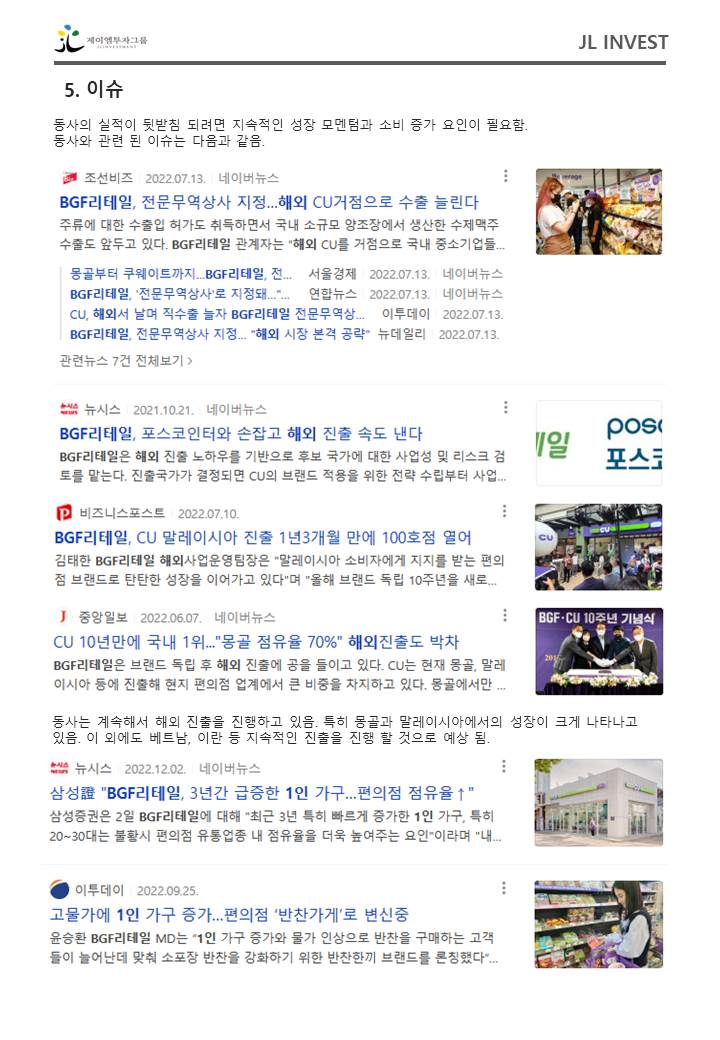 제이엘투자그룹
JL INVESTMENT
JL INVEST
5. 이슈
동사의 실적이 뒷받침 되려면 지속적인 성장 모멘텀과 소비 증가 요인이 필요함.
동사와 관련 된 이슈는 다음과 같음.
조선비즈 2022.07.13. 네이버뉴스
BGF리테일, 전문무역상사 지정...해외 CU거점으로 수출 늘린다
주류에 대한 수출입 허가도 취득하면서 국내 소규모 양조장에서 생산한 수제맥주
수출도 앞두고 있다. BGF리테일 관계자는 "해외 CU를 거점으로 국내 중소기업들...
몽골부터 쿠웨이트까지...BGF리테일, 전... 서울경제 2022.07.13. 네이버뉴스
BGF리테일, '전문무역상사'로 지정돼..."... 연합뉴스 2022.07.13. 네이버뉴스
CU, 해외서 날며 직수출 늘자 BGF리테일 전문무역상... 이투데이 2022.07.13.
BGF리테일, 전문무역상사 지정... "해외 시장 본격 공략" 뉴데일리 2022.07.13.
관련뉴스 7건 전체보기 >
뉴시스 2021.10.21. 네이버뉴스
BGF리테일, 포스코인터와 손잡고 해외 진출 속도 낸다
BGF리테일은 해외 진출 노하우를 기반으로 후보 국가에 대한 사업성 및 리스크 검
토를 맡는다. 진출국가가 결정되면 CU의 브랜드 적용을 위한 전략 수립부터 사업...
테일
posc
포스코
비즈니스포스트 2022.07.10.
BGF리테일, CU 말레이시아 진출 1년3개월 만에 100호점 열어
김태한 BGF리테일 해외사업운영팀장은 "말레이시아 소비자에게 지지를 받는 편의
점 브랜드로 탄탄한 성장을 이어가고 있다"며 "올해 브랜드 독립 10주년을 새로...
CU
중앙일보 2022.06.07. 네이버뉴스
CU 10년만에 국내 1위..."몽골 점유율 70%" 해외진출도 박차
BGF리테일은 브랜드 독립 후 해외 진출에 공을 들이고 있다. CU는 현재 몽골, 말레
이시아 등에 진출해 현지 편의점 업계에서 큰 비중을 차지하고 있다. 몽골에서만 ...
BGF·CU 10주년 기념식
동사는 계속해서 해외 진출을 진행하고 있음. 특히 몽골과 말레이시아에서의 성장이 크게 나타나고
있음. 이 외에도 베트남, 이란 등 지속적인 진출을 진행 할 것으로 예상 됨.
뉴시스 2022.12.02. 네이버뉴스
삼성證 "BGF리테일, 3년간 급증한 1인 가구...편의점 점유율↑"
삼성증권은 2일 BGF리테일에 대해 "최근 3년 특히 빠르게 증가한 1인 가구, 특히
20~30대는 불황시 편의점 유통업종 내 점유율을 더욱 높여주는 요인"이라며 "내...
이투데이 2022.09.25.
고물가에 1인 가구 증가...편의점 '반찬가게'로 변신중
윤승환 BGF리테일 MD는 "1인 가구 증가와 물가 인상으로 반찬을 구매하는 고객
들이 늘어난데 맞춰 소포장 반찬을 강화하기 위한 반찬한끼 브랜드를 론칭했다"...